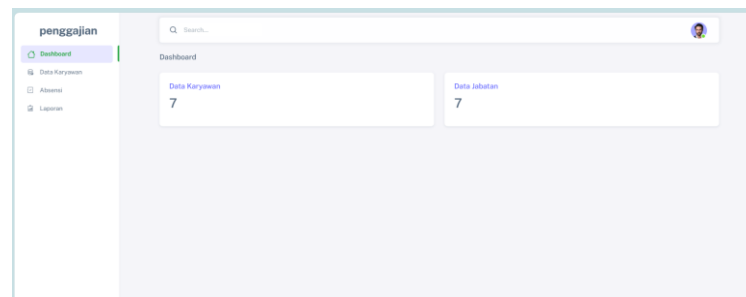 penggajian
Dashboard
Data Karyawan
Absensi
Laporan
Search...
Dashboard
Data Karyawan
7
Data Jabatan
7